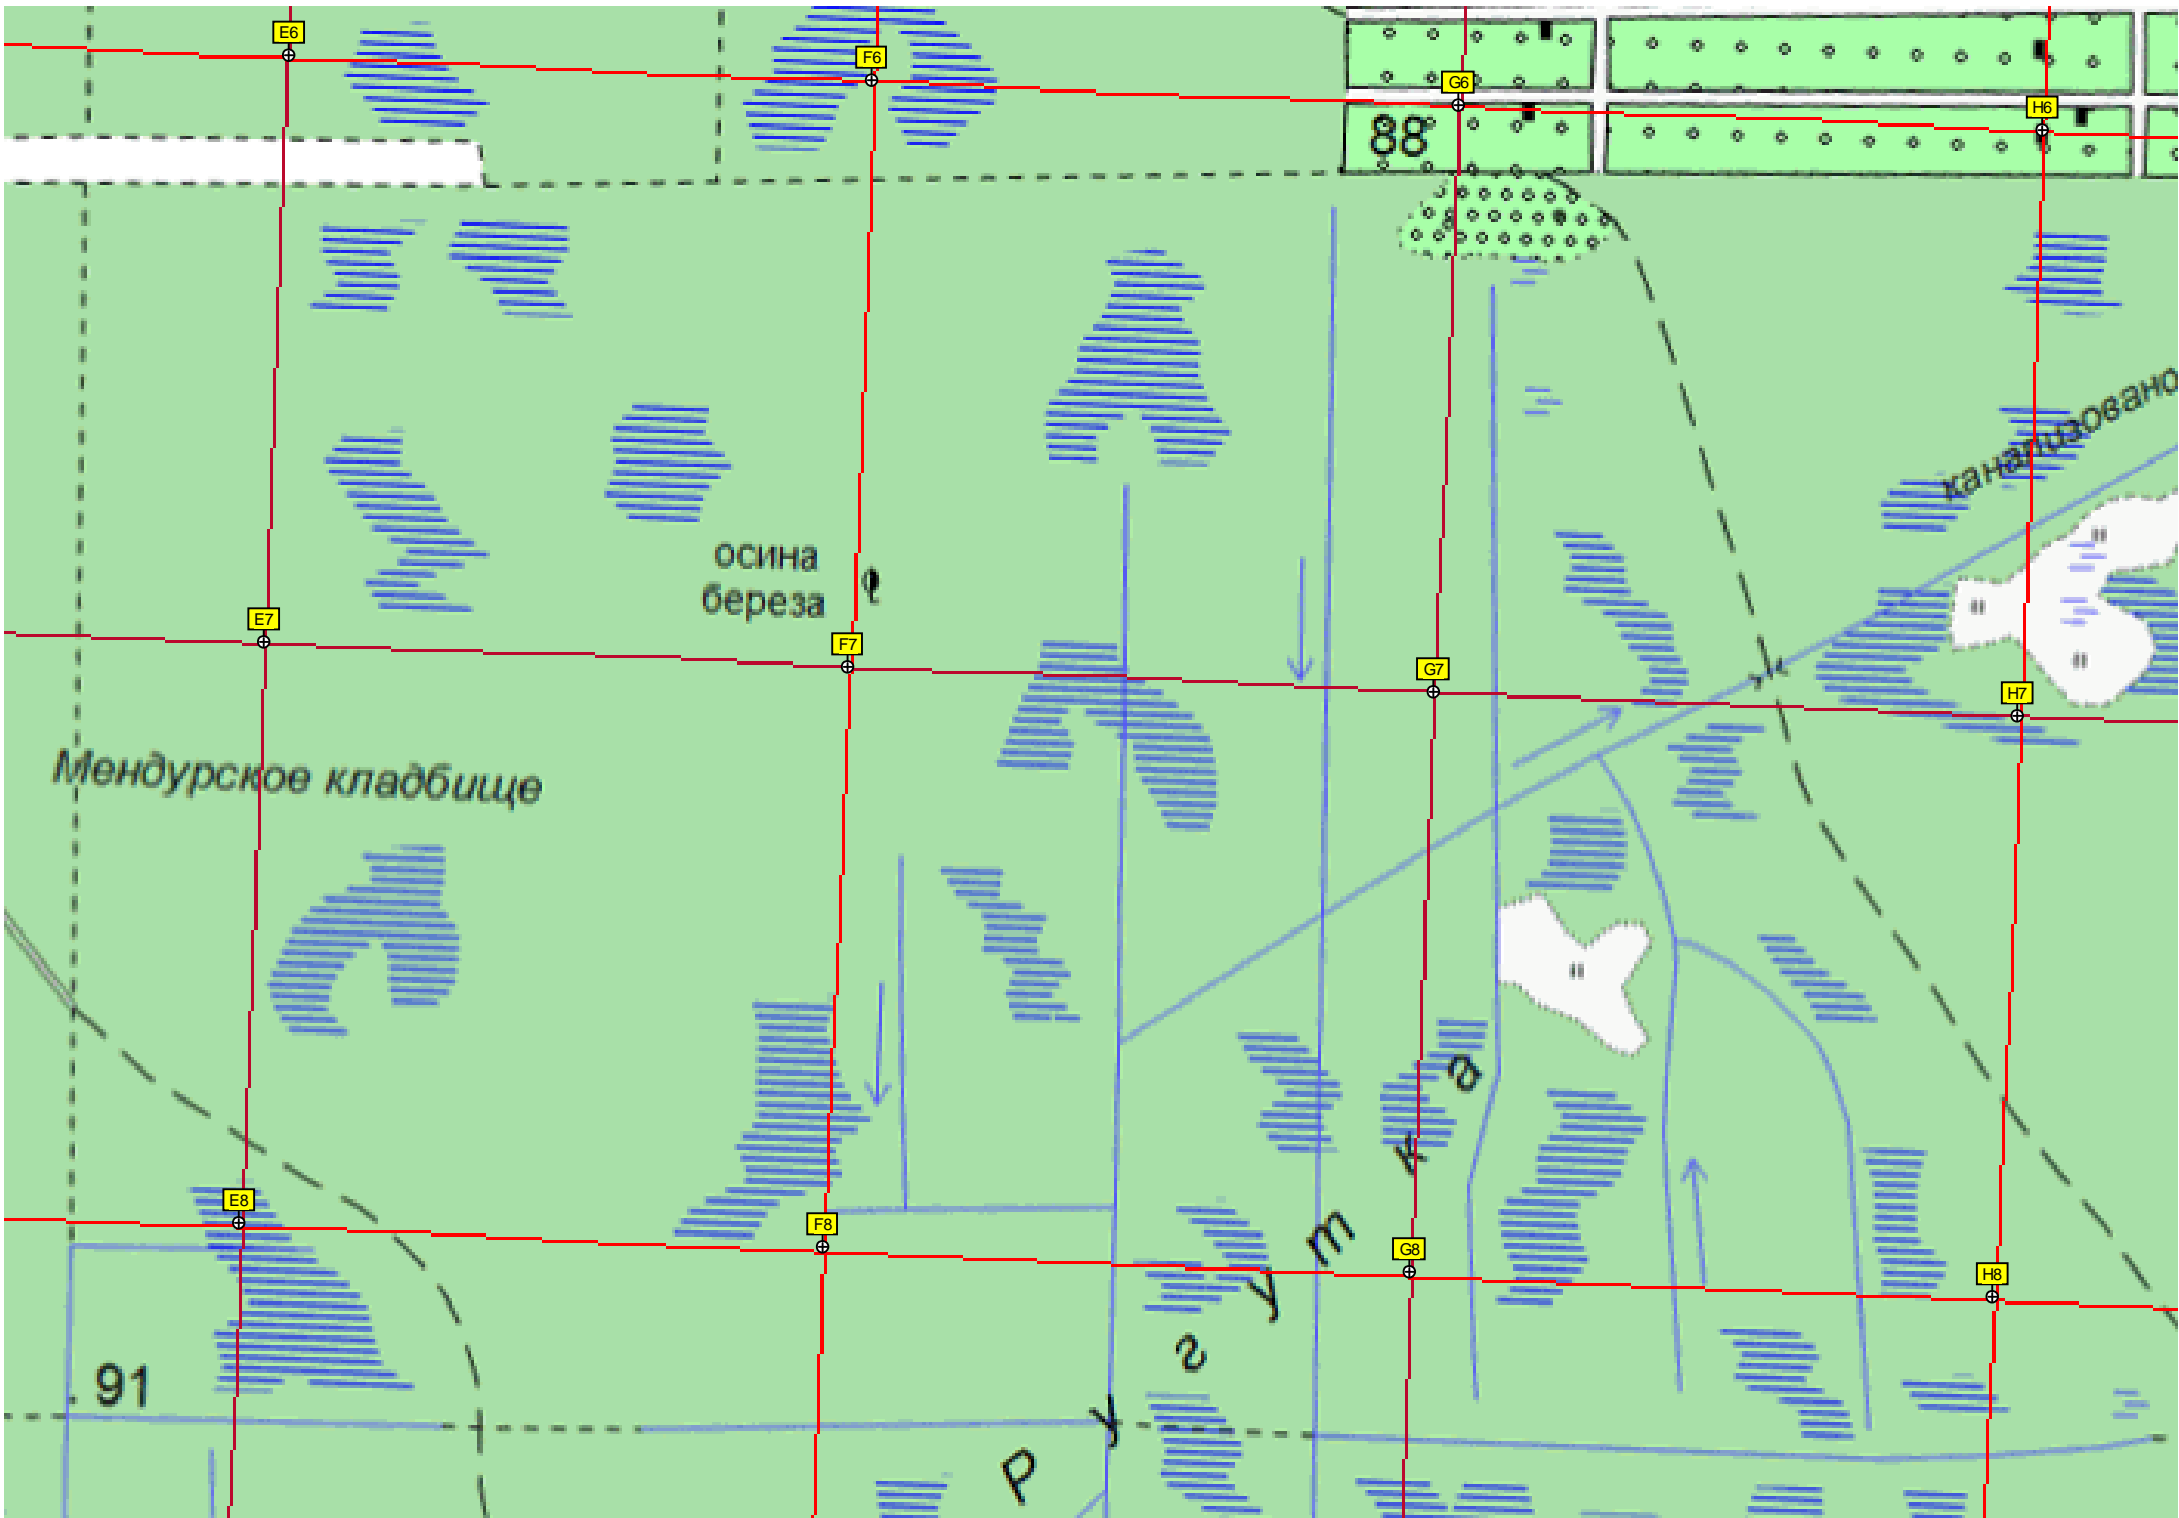 E6
F6
G6
H6
88
канализовано
осина
береза
E7
F7
G7
H7
Мендурское кладбище
E8
F8
G8
H8
91
Ругутка